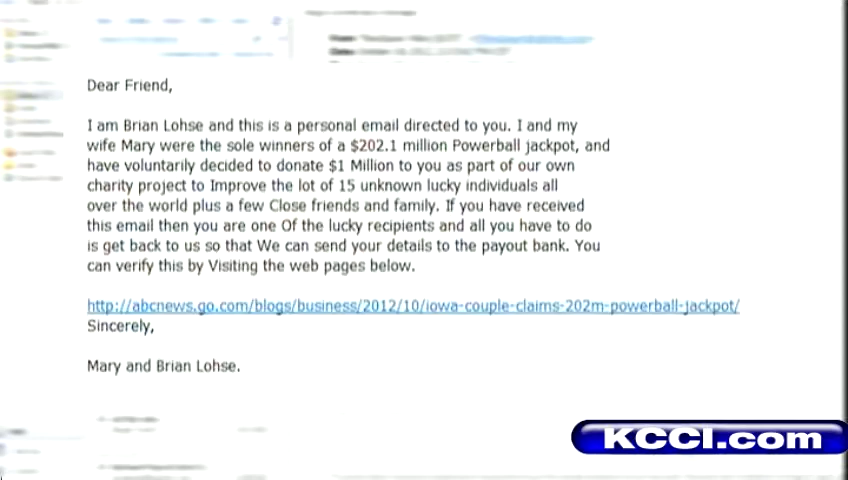 Dear Friend,
I am Brian Lohse and this is a personal email directed to you. I and my
wife Mary were the sole winners of a $202.1 million Powerball jackpot, and
have voluntarily decided to donate $1 Million to you as part of our own
charity project to Improve the lot of 15 unknown lucky individuals all
over the world plus a few Close friends and family. If you have received
this email then you are one Of the lucky recipients and all you have to do
is get back to us so that We can send your details to the payout bank. You
can verify this by Visiting the web pages below.
http://abcnews.go.com/blogs/business/2012/10/iowa-couple-claims-202m-powerball-jackpot/
Sincerely,
Mary and Brian Lohse.
KCCI.com